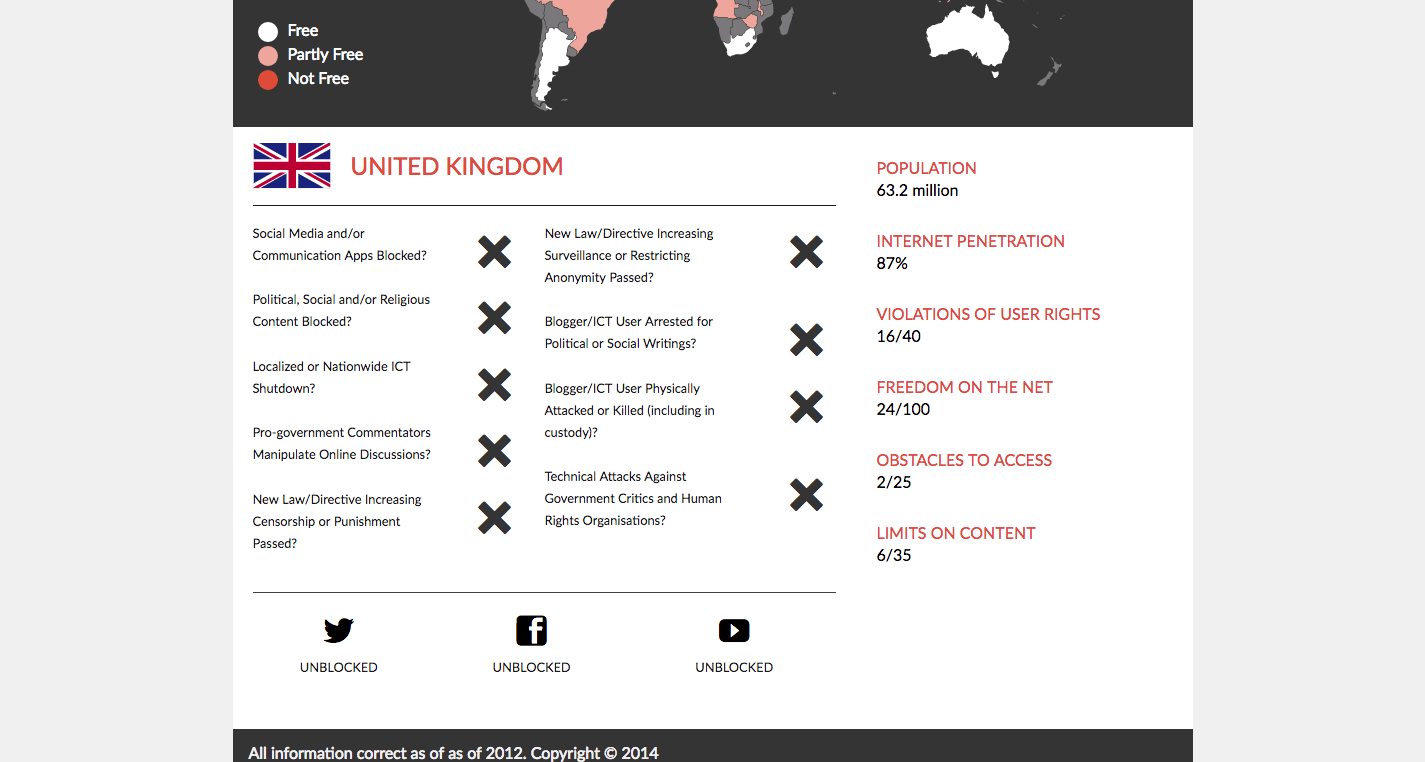 Free
Partly Free
Not Free
UNITED KINGDOM
Social Media and/or
Communication Apps Blocked?
Political, Social and/or Religious
Content Blocked?
Localized or Nationwide ICT
Shutdown?
Pro-government Commentators
Manipulate Online Discussions?
New Law/Directive Increasing
Censorship or Punishment
Passed?
New Law/Directive Increasing
Surveillance or Restricting
Anonymity Passed?
Blogger/ICT User Arrested for
Political or Social Writings?
Blogger/ICT User Physically
Attacked or Killed (including in
custody)?
Technical Attacks Against
Government Critics and Human
Rights Organisations?
UNBLOCKED
UNBLOCKED
UNBLOCKED
POPULATION
63.2 million
INTERNET PENETRATION
87%
VIOLATIONS OF USER RIGHTS
16/40
FREEDOM ON THE NET
24/100
OBSTACLES TO ACCESS
2/25
LIMITS ON CONTENT
6/35
All information correct as of as of 2012. Copyright © 2014